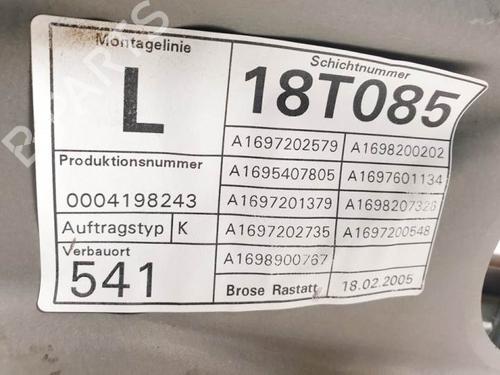 Montagelinie
L
Schichtnummer
18T085
Produktionsnummer
0004198243
Auftragstyp K
Verbauort
541
A1697202579 A1698200202
A1695407805 A1697601134
A1697201379 A1698207326
A1697202735 A1697200548
A1698900767
Brose Rastatt 18.02.2005